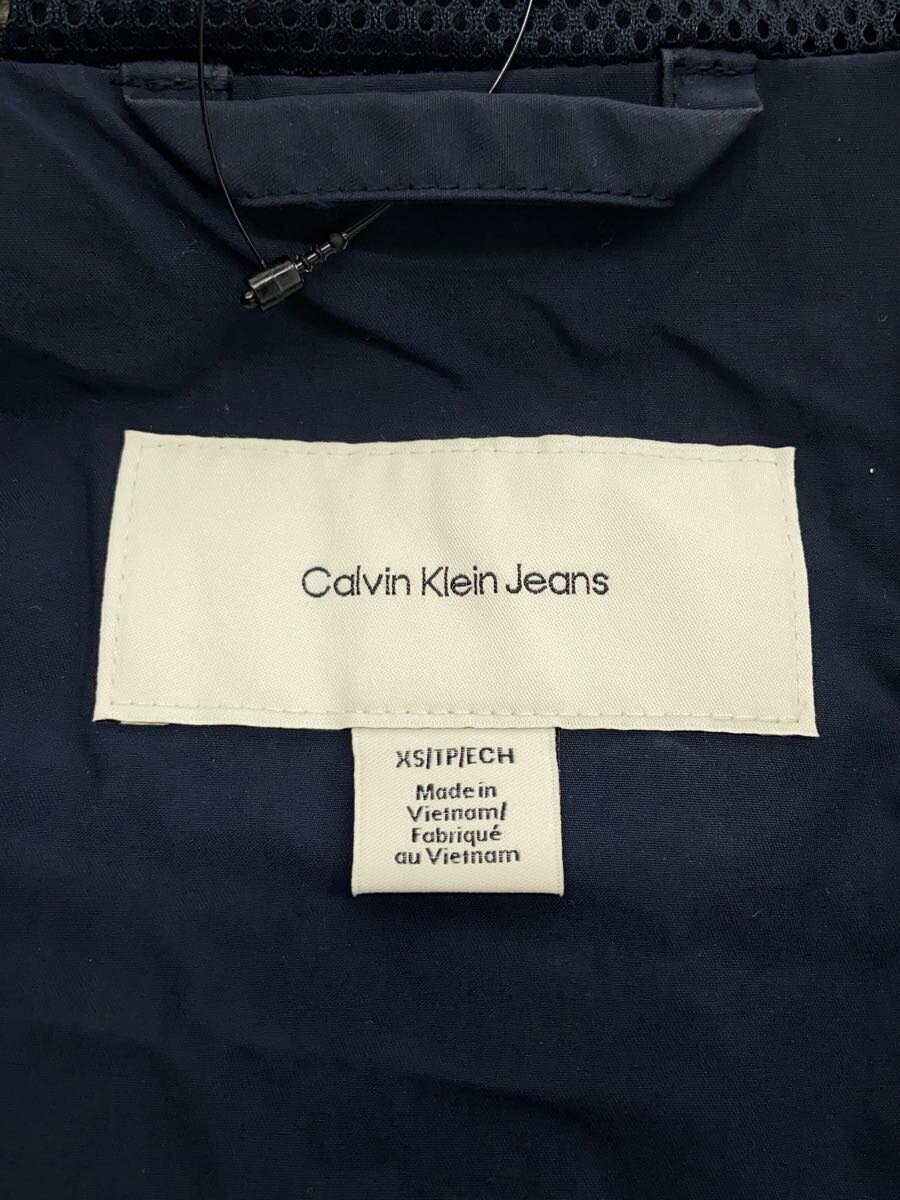 Calvin Klein Jeans
XS/TP/ECH
Made in
Vietnam/
Fabriqué
au Vietnam